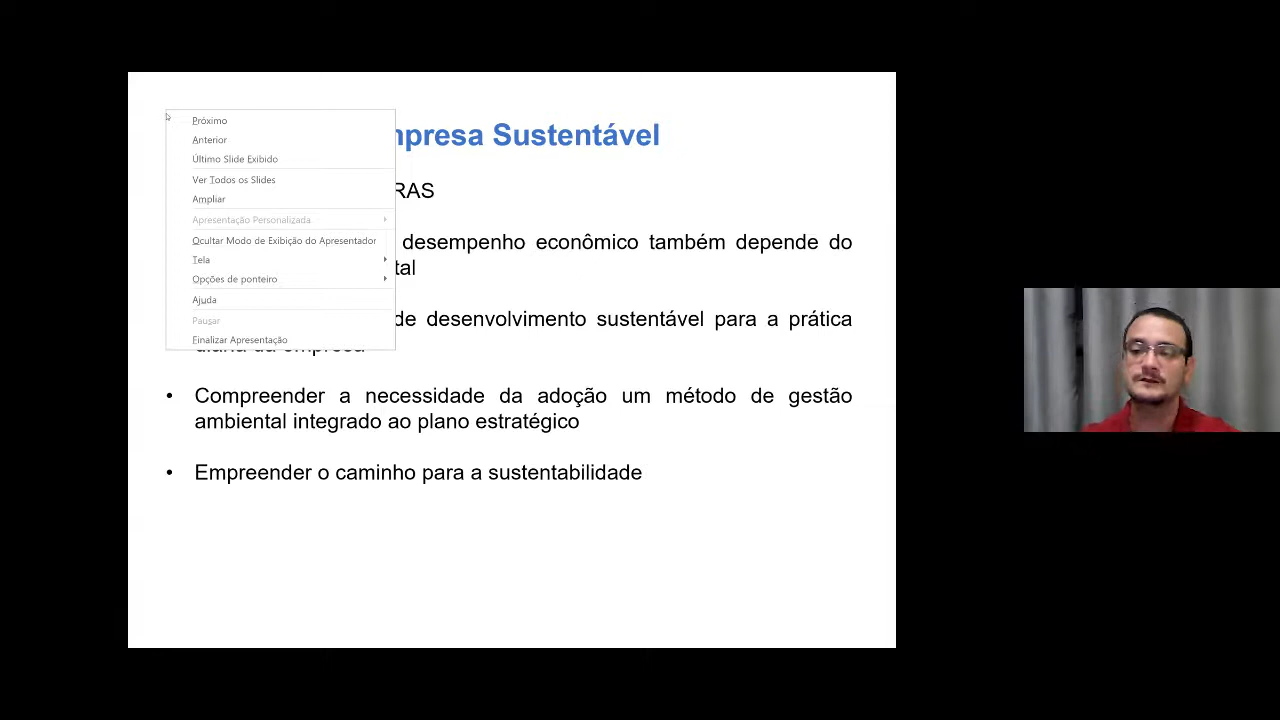 Próximo
Anterior
Último Slide Exibido
Ver Todos os Slides
Ampliar
Apresentação Personalizada
Ocultar Modo de Exibição do Apresentador
Tela
Opções de ponteiro
Ajuda
Pausar
Finalizar Apresentação
mpresa Sustentável
RAS
desempenho econômico também depende do
tal
de desenvolvimento sustentável para a prática
diária da empresa
• Compreender a necessidade da adoção um método de gestão
ambiental integrado ao plano estratégico
• Empreender o caminho para a sustentabilidade